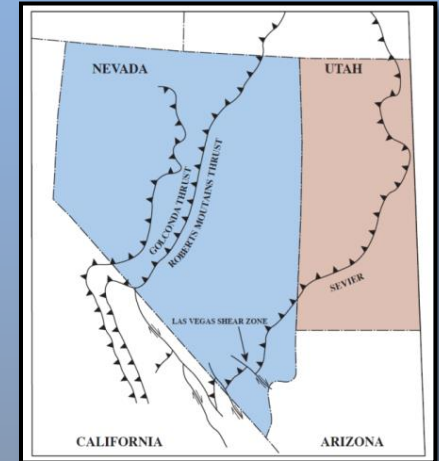 NEVADA
UTAH
GOLCONDA THRUST
ROBERTS MOUTAINS THRUST
SEVIER
LAS VEGAS SHEAR ZONE
CALIFORNIA
ARIZONA